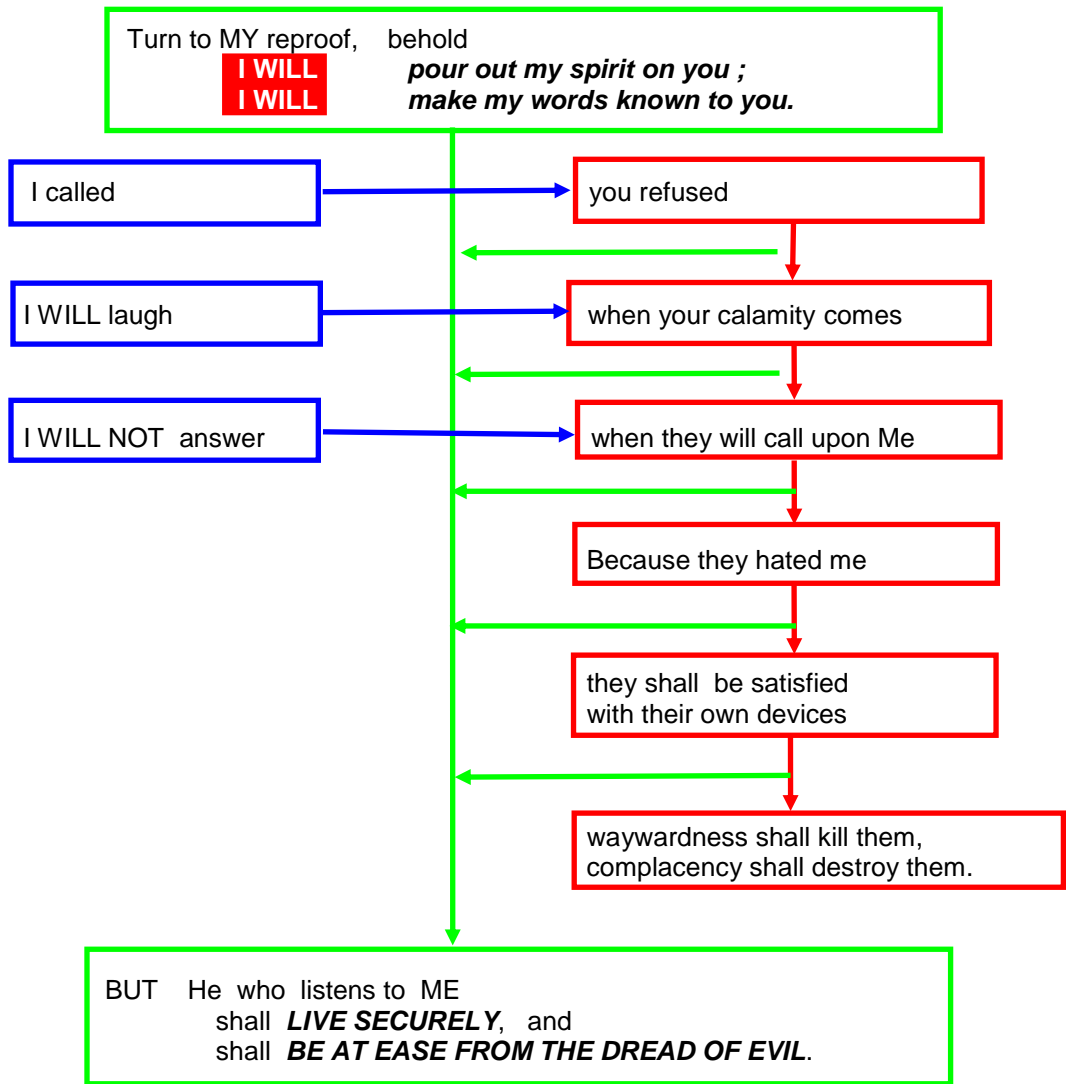 Turn to MY reproof, behold
I WILL pour out my spirit on you ;
I WILL make my words known to you.
I called
you refused
I WILL laugh
when your calamity comes
I WILL NOT answer
when they will call upon Me
Because they hated me
they shall be satisfied
with their own devices
waywardness shall kill them,
complacency shall destroy them.
BUT He who listens to ME
shall LIVE SECURELY, and
shall BE AT EASE FROM THE DREAD OF EVIL.